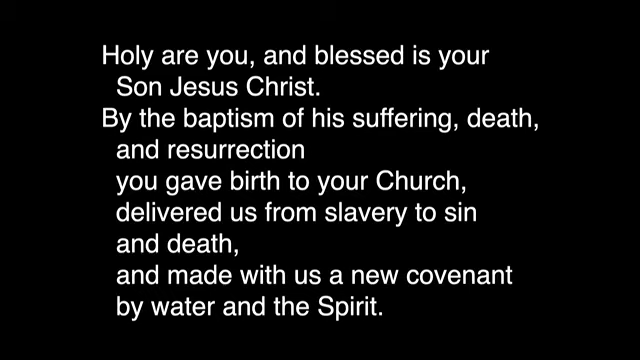 Holy are you, and blessed is your
Son Jesus Christ.
By the baptism of his suffering, death,
and resurrection
you gave birth to your Church,
delivered us from slavery to sin
and death,
and made with us a new covenant
by water and the Spirit.